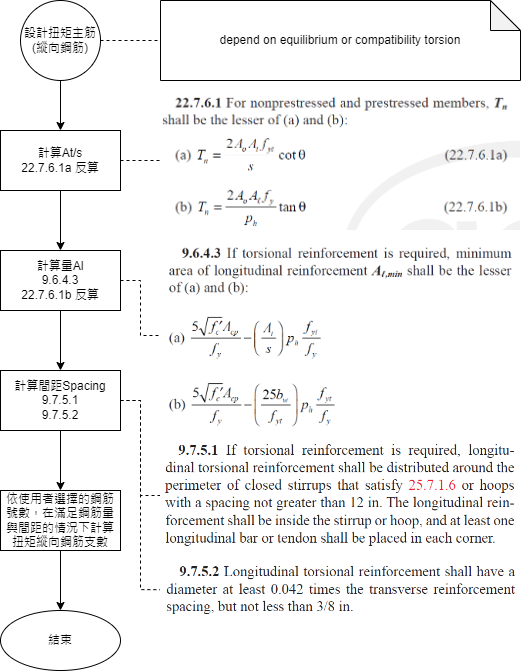 設計扭矩主筋
(縱向鋼筋)
depend on equilibrium or compatibility torsion
22.7.6.1 For nonprestressed and prestressed members, Tn
shall be the lesser of (a) and (b):
計算At/s
22.7.6.1a 反算
(a) Tn = 2AoAtfyt / s cot θ (22.7.6.1a)
(b) Tn = 2AoAℓfy / ph tan θ (22.7.6.1b)
計算量Al
9.6.4.3
22.7.6.1b 反算
9.6.4.3 If torsional reinforcement is required, minimum
area of longitudinal reinforcement Aℓ,min shall be the lesser
of (a) and (b):
(a) 5√f′c Acp / fy − (At / s) ph fyt / fy
計算間距Spacing
9.7.5.1
9.7.5.2
(b) 5√f′c Acp / fy − (25bw / fyt) ph fyt / fy
9.7.5.1 If torsional reinforcement is required, longitu-
dinal torsional reinforcement shall be distributed around the
perimeter of closed stirrups that satisfy 25.7.1.6 or hoops
with a spacing not greater than 12 in. The longitudinal rein-
forcement shall be inside the stirrup or hoop, and at least one
longitudinal bar or tendon shall be placed in each corner.
依使用者選擇的鋼筋
號數，在滿足鋼筋量
與間距的情況下計算
扭矩縱向鋼筋支數
9.7.5.2 Longitudinal torsional reinforcement shall have a
diameter at least 0.042 times the transverse reinforcement
spacing, but not less than 3/8 in.
結束